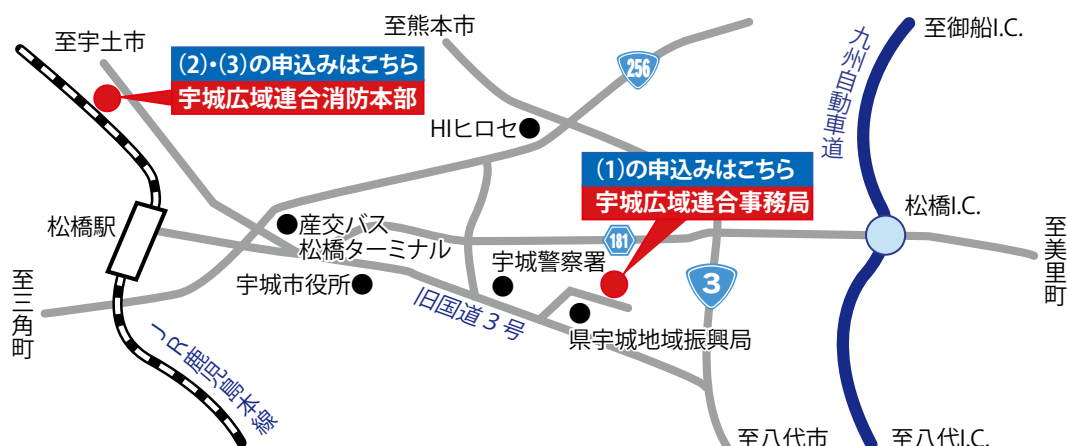 至熊本市
至御船I.C.
至宇土市
九州自動車道
(2)・(3)の申込みはこちら
宇城広域連合消防本部
256
HIヒロセ
(1)の申込みはこちら
宇城広域連合事務局
松橋I.C.
松橋駅
産交バス
松橋ターミナル
181
至美里町
宇城警察署
至三角町
宇城市役所
3
旧国道３号
県宇城地域振興局
JR鹿児島本線
至八代市
至八代I.C.